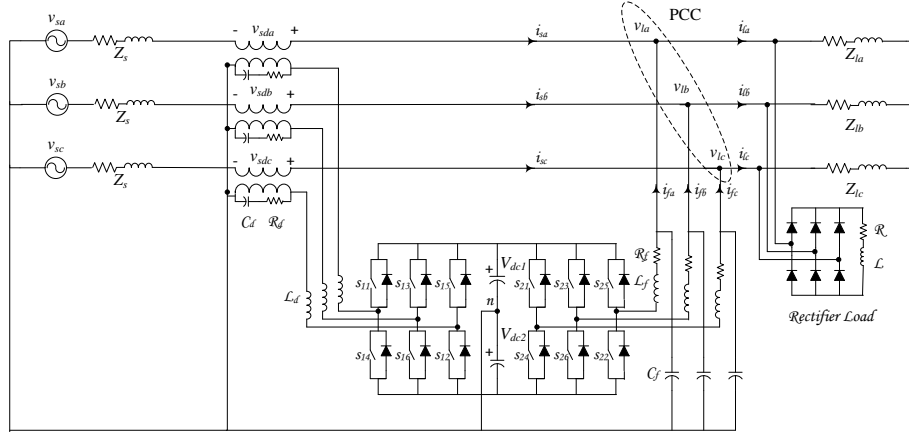 v_sa
Z_s
- v_sda +
i_sa
v_la
PCC
i_la
Z_la
v_sb
Z_s
C_d R_d
- v_sdb +
i_sb
v_lb
i_lb
Z_lb
v_sc
Z_s
- v_sdc +
i_sc
v_lc
i_lc
Z_lc
C_d R_d
i_fa
i_fb
i_fc
R
L
Rectifier Load
L_d
s_11
s_13
s_15
+
V_dc1
n
s_21
s_23
s_25
R_f
L_f
s_14
s_16
s_12
V_dc2
+
s_24
s_26
s_22
C_f